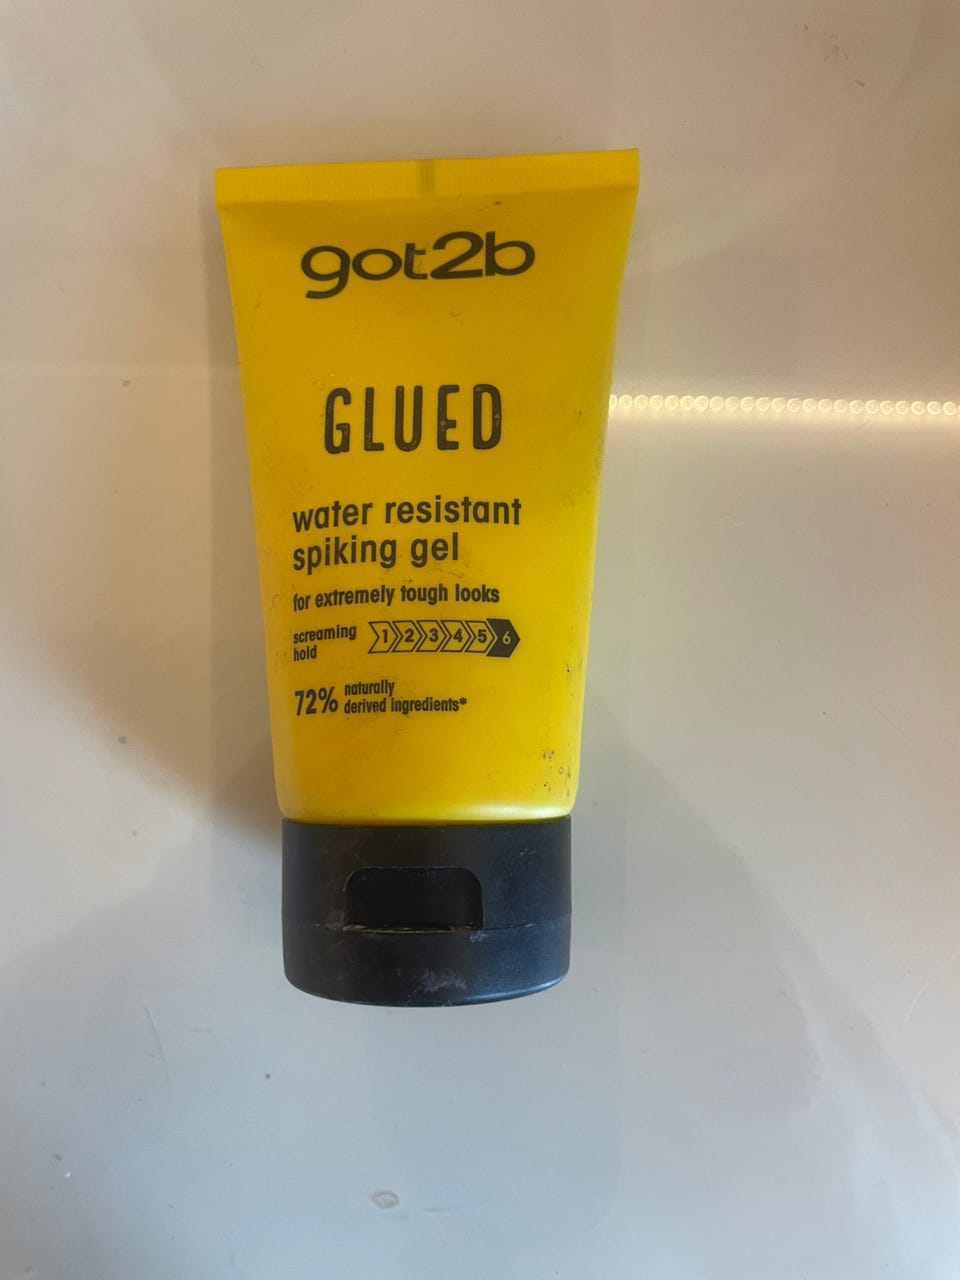 got2b
GLUED
water resistant
spiking gel
for extremely tough looks
screaming
hold
1 2 3 4 5 6
72% naturally
derived ingredients*